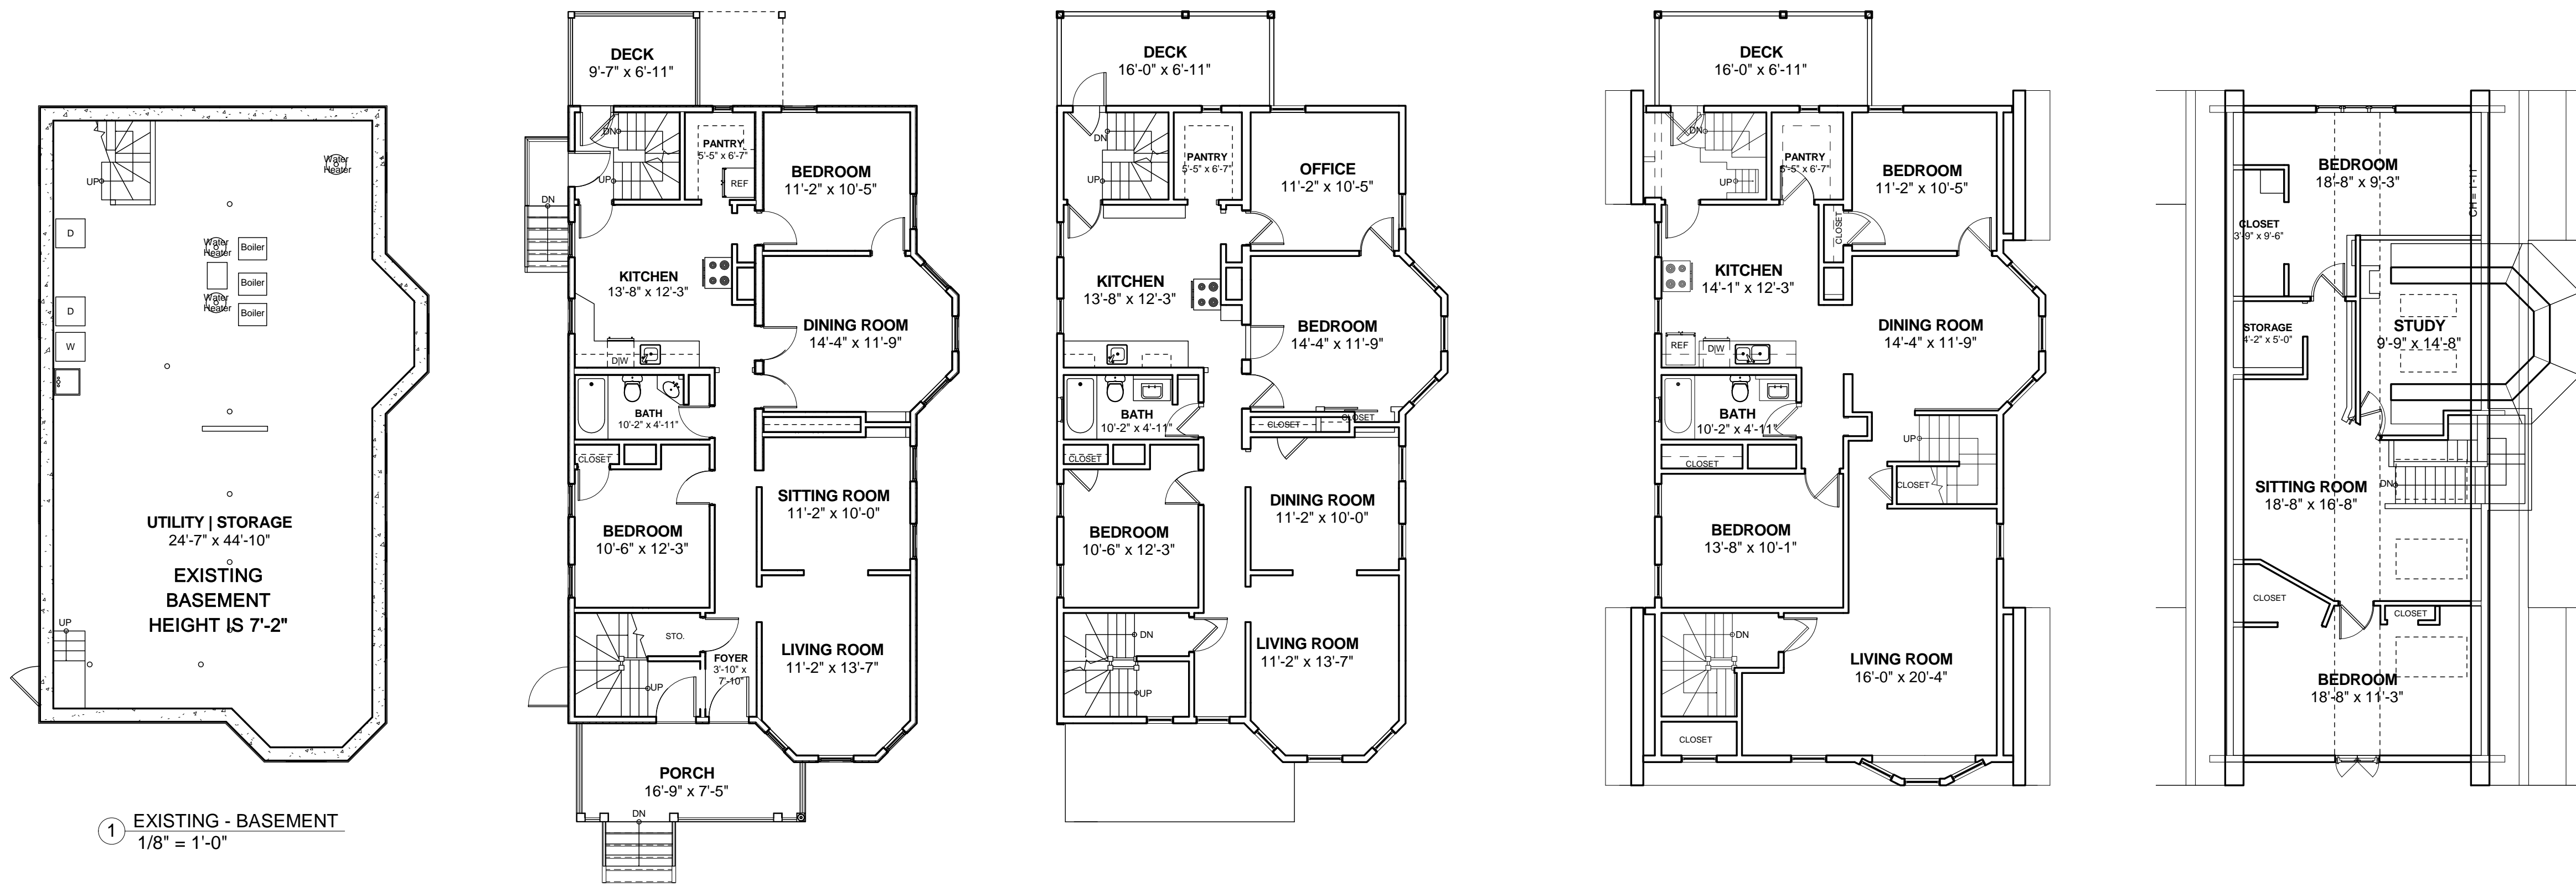 UP
Water
Heater
D
Water
Heater
Boiler
Boiler
Water
Heater
Boiler
D
W
UTILITY | STORAGE
24'-7" x 44'-10"
EXISTING
BASEMENT
HEIGHT IS 7'-2"
UP
1
EXISTING - BASEMENT
1/8" = 1'-0"
DECK
9'-7" x 6'-11"
DN
UP
DN
PANTRY
5'-5" x 6'-7"
REF
BEDROOM
11'-2" x 10'-5"
KITCHEN
13'-8" x 12'-3"
DINING ROOM
14'-4" x 11'-9"
D|W
BATH
10'-2" x 4'-11"
CLOSET
BEDROOM
10'-6" x 12'-3"
SITTING ROOM
11'-2" x 10'-0"
STO.
FOYER
3'-10" x
7'-10"
UP
LIVING ROOM
11'-2" x 13'-7"
PORCH
16'-9" x 7'-5"
DN
DECK
16'-0" x 6'-11"
DN
UP
PANTRY
5'-5" x 6'-7"
OFFICE
11'-2" x 10'-5"
KITCHEN
13'-8" x 12'-3"
BEDROOM
14'-4" x 11'-9"
BATH
10'-2" x 4'-11"
CLOSET
CLOSET
CLOSET
BEDROOM
10'-6" x 12'-3"
DINING ROOM
11'-2" x 10'-0"
DN
UP
LIVING ROOM
11'-2" x 13'-7"
DECK
16'-0" x 6'-11"
DN
UP
PANTRY
5'-5" x 6'-7"
BEDROOM
11'-2" x 10'-5"
CLOSET
KITCHEN
14'-1" x 12'-3"
DINING ROOM
14'-4" x 11'-9"
REF
D|W
BATH
10'-2" x 4'-11"
UP
CLOSET
CLOSET
BEDROOM
13'-8" x 10'-1"
DN
LIVING ROOM
16'-0" x 20'-4"
CLOSET
BEDROOM
18'-8" x 9'-3"
CH = 1'-11"
CLOSET
3'-9" x 9'-6"
STORAGE
4'-2" x 5'-0"
STUDY
9'-9" x 14'-8"
SITTING ROOM
18'-8" x 16'-8"
DN
CLOSET
CLOSET
BEDROOM
18'-8" x 11'-3"